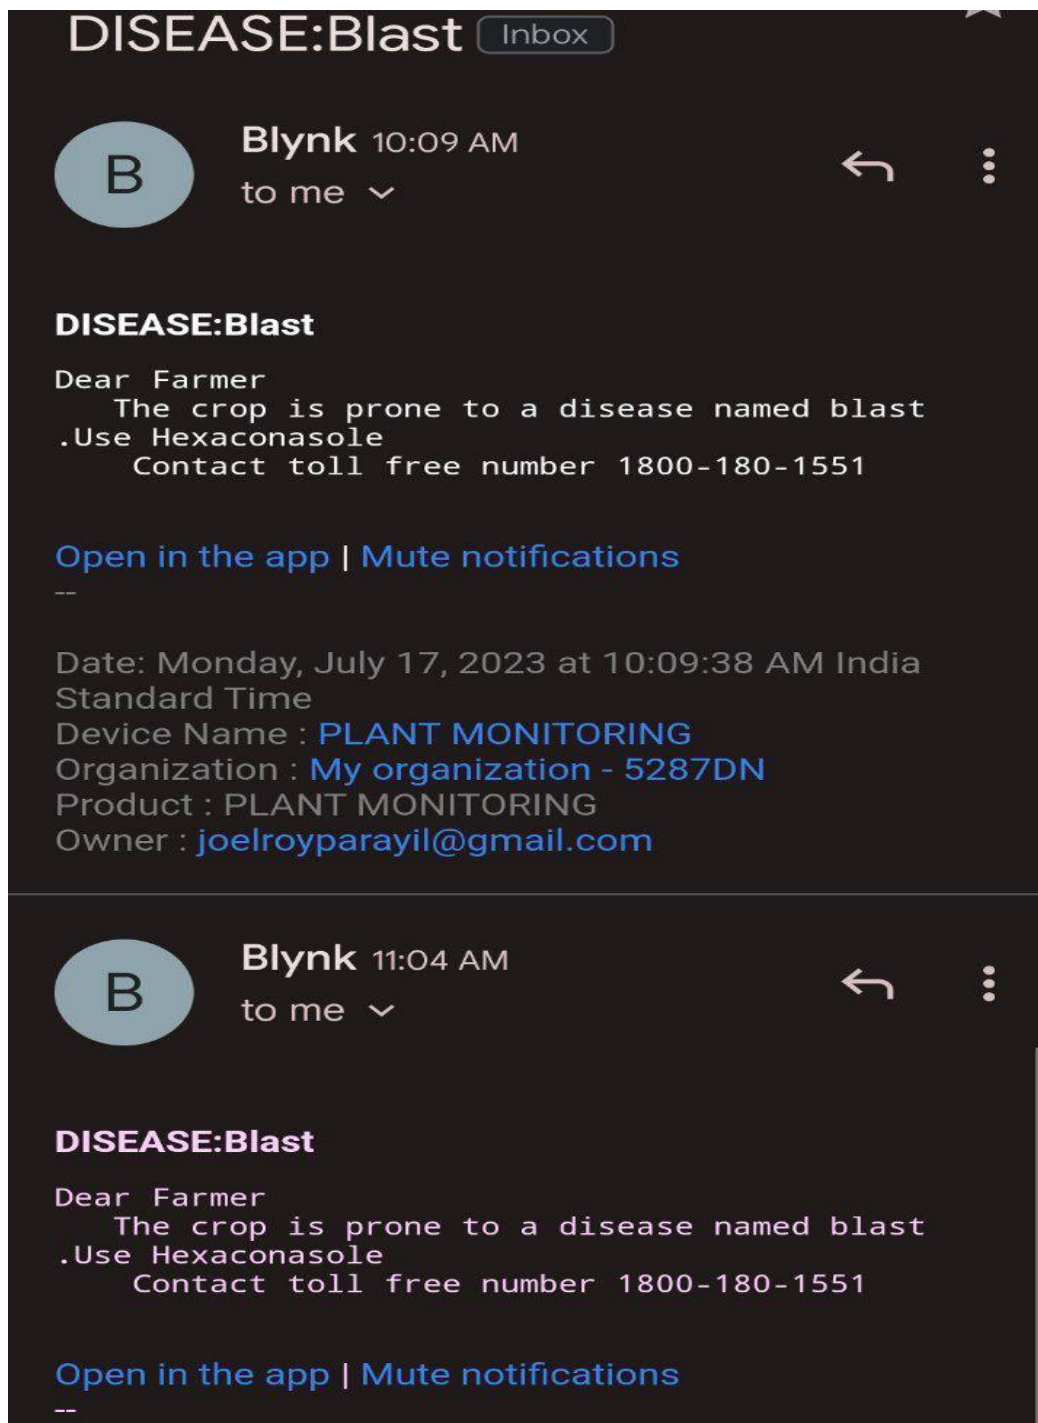 DISEASE:Blast Inbox
B
Blynk 10:09 AM
to me
DISEASE:Blast
Dear Farmer
The crop is prone to a disease named blast
.Use Hexaconasole
Contact toll free number 1800-180-1551
Open in the app | Mute notifications
--
Date: Monday, July 17, 2023 at 10:09:38 AM India
Standard Time
Device Name : PLANT MONITORING
Organization : My organization - 5287DN
Product : PLANT MONITORING
Owner : joelroyparayil@gmail.com
B
Blynk 11:04 AM
to me
DISEASE:Blast
Dear Farmer
The crop is prone to a disease named blast
.Use Hexaconasole
Contact toll free number 1800-180-1551
Open in the app | Mute notifications
--